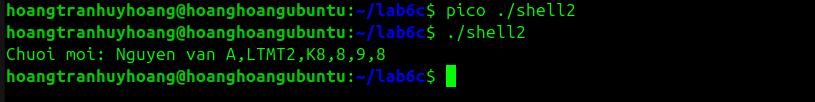 hoangtranhuyhoang@hoanghoangubuntu:~/lab6c$ pico ./shell2
hoangtranhuyhoang@hoanghoangubuntu:~/lab6c$ ./shell2
Chuoi moi: Nguyen van A,LTMT2,K8,8,9,8
hoangtranhuyhoang@hoanghoangubuntu:~/lab6c$